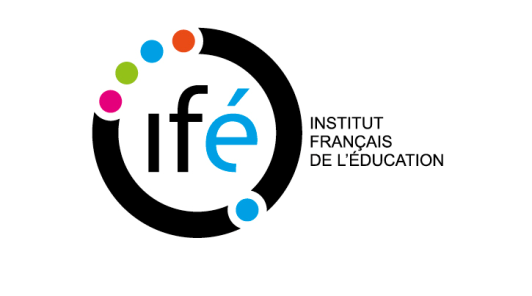 ifé
INSTITUT
FRANÇAIS
DE L'ÉDUCATION